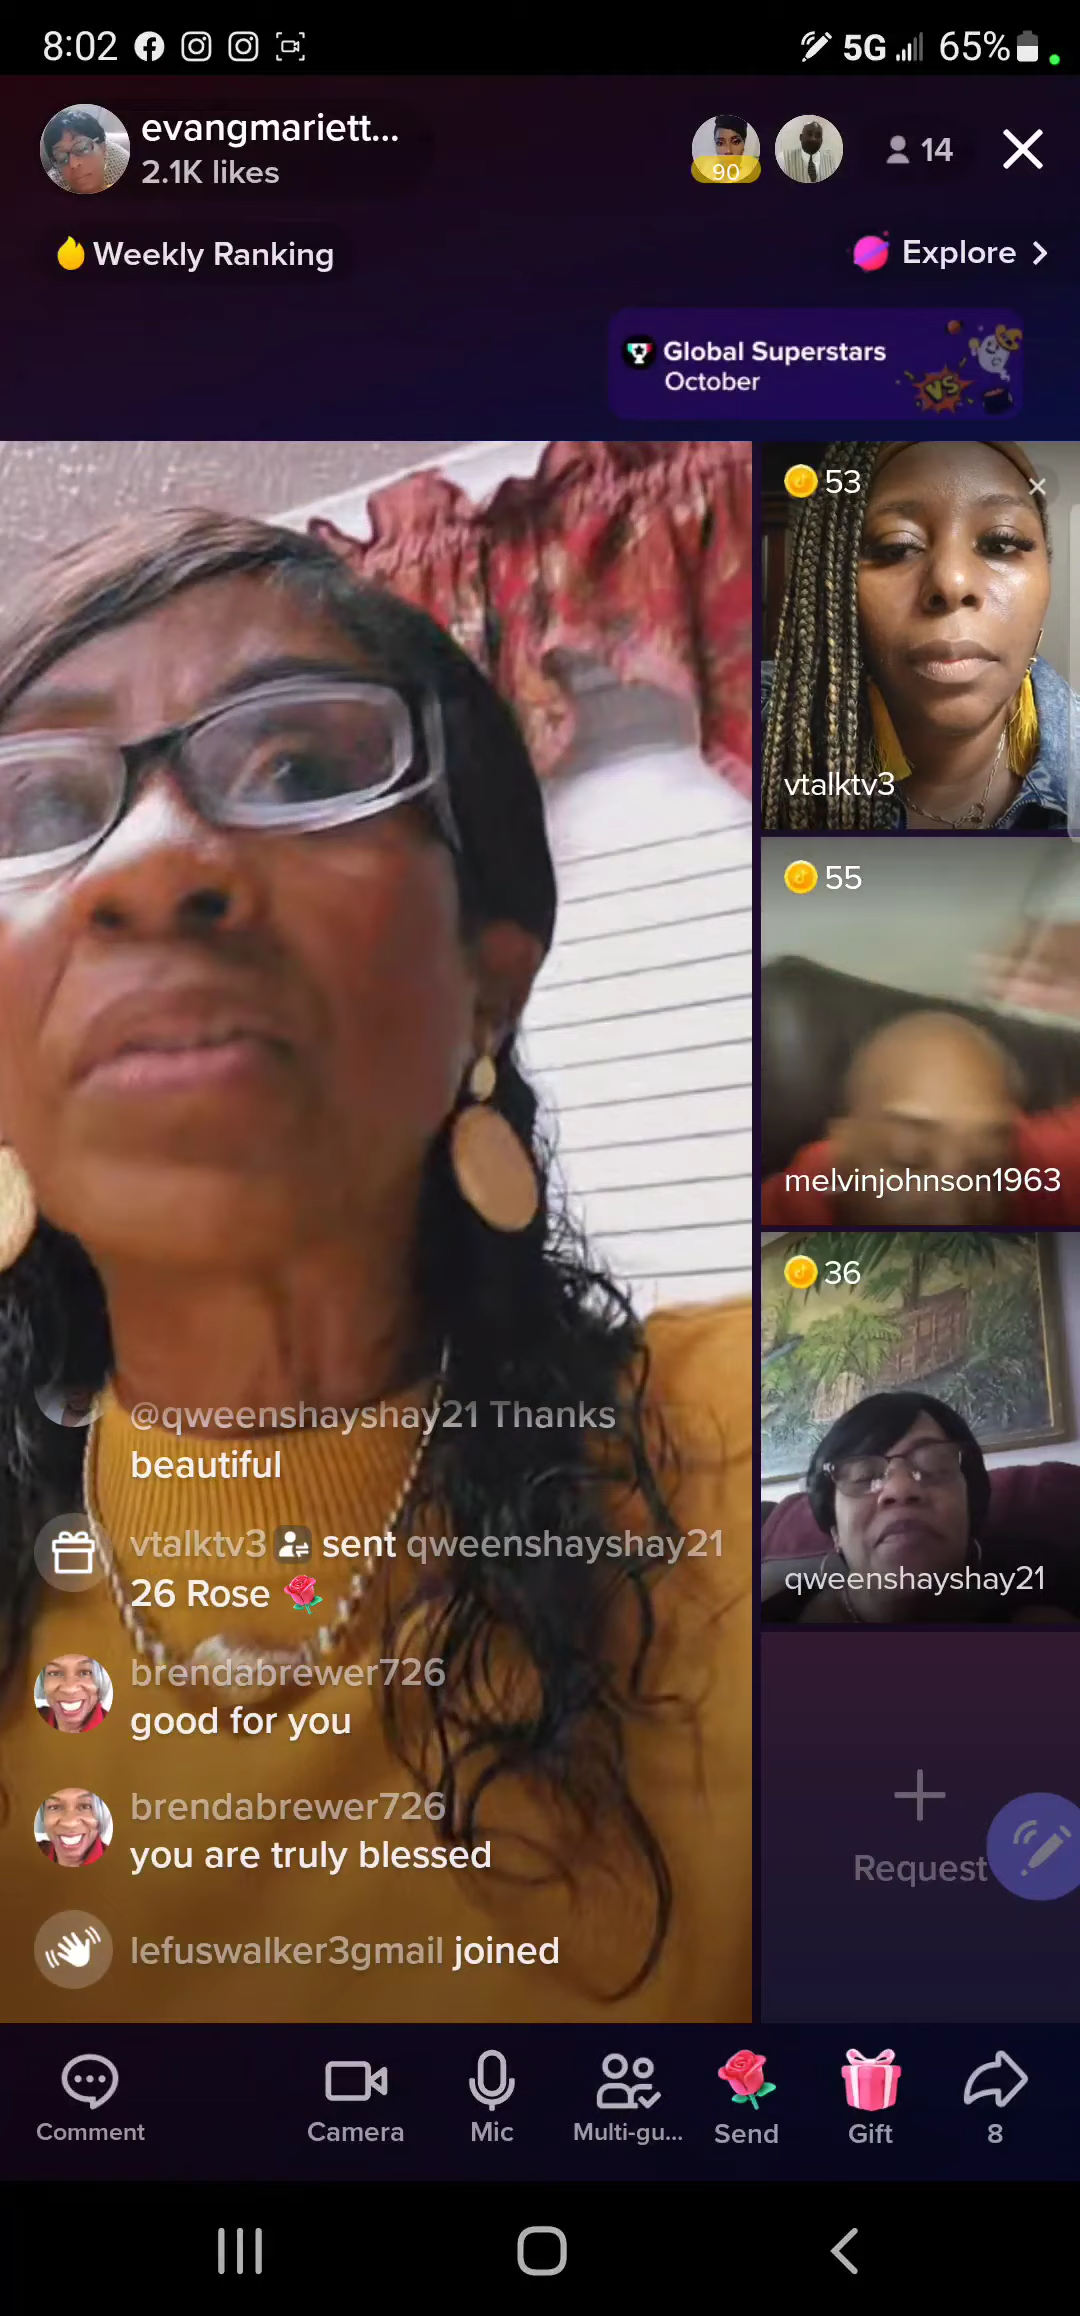 8:02
5G 65%
evangmariett...
2.1K likes
90
14
Weekly Ranking
Explore
Global Superstars
October
VS
53
vtalktv3
55
melvinjohnson1963
36
qweenshayshay21
@qweenshayshay21 Thanks
beautiful
vtalktv3 sent qweenshayshay21
26 Rose
brendabrewer726
good for you
brendabrewer726
you are truly blessed
lefuswalker3gmail joined
Request
Comment
Camera
Mic
Multi-gu...
Send
Gift
8